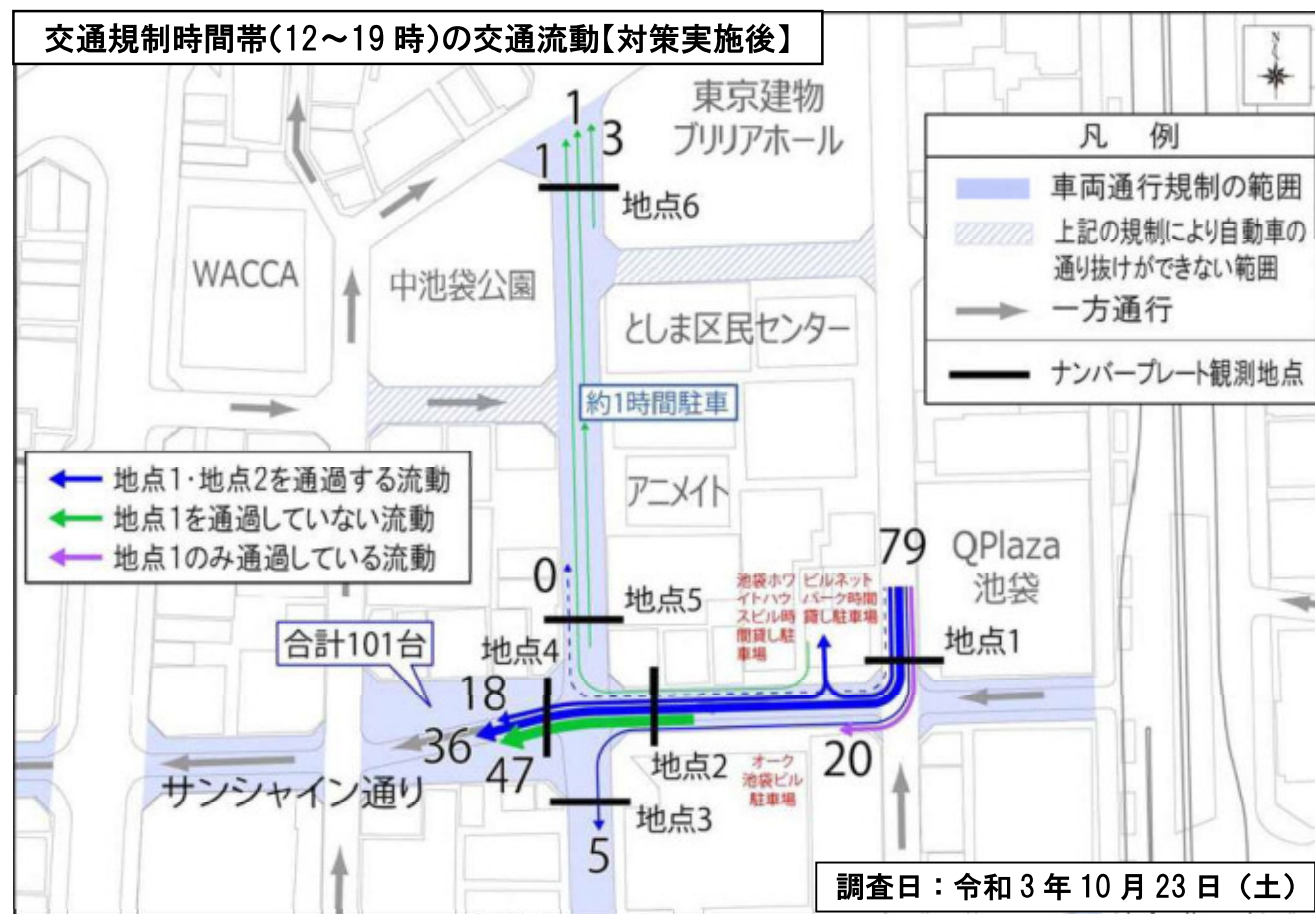 交通規制時間帯(12～19時)の交通流動【対策実施後】
N
東京建物
ブリリアホール
1
1
3
地点6
凡 例
車両通行規制の範囲
上記の規制により自動車の
通り抜けができない範囲
一方通行
ナンバープレート観測地点
WACCA
中池袋公園
としま区民センター
約1時間駐車
地点1・地点2を通過する流動
地点1を通過していない流動
地点1のみ通過している流動
アニメイト
79
QPlaza
池袋
0
地点5
池袋ホワ
イトハウ
スビル時
間貸し駐
車場
ビルネット
パーク時間
貸し駐車場
地点1
合計101台
地点4
18
36
47
サンシャイン通り
地点2
オーク
池袋ビル
駐車場
20
地点3
5
調査日：令和3年10月23日（土）